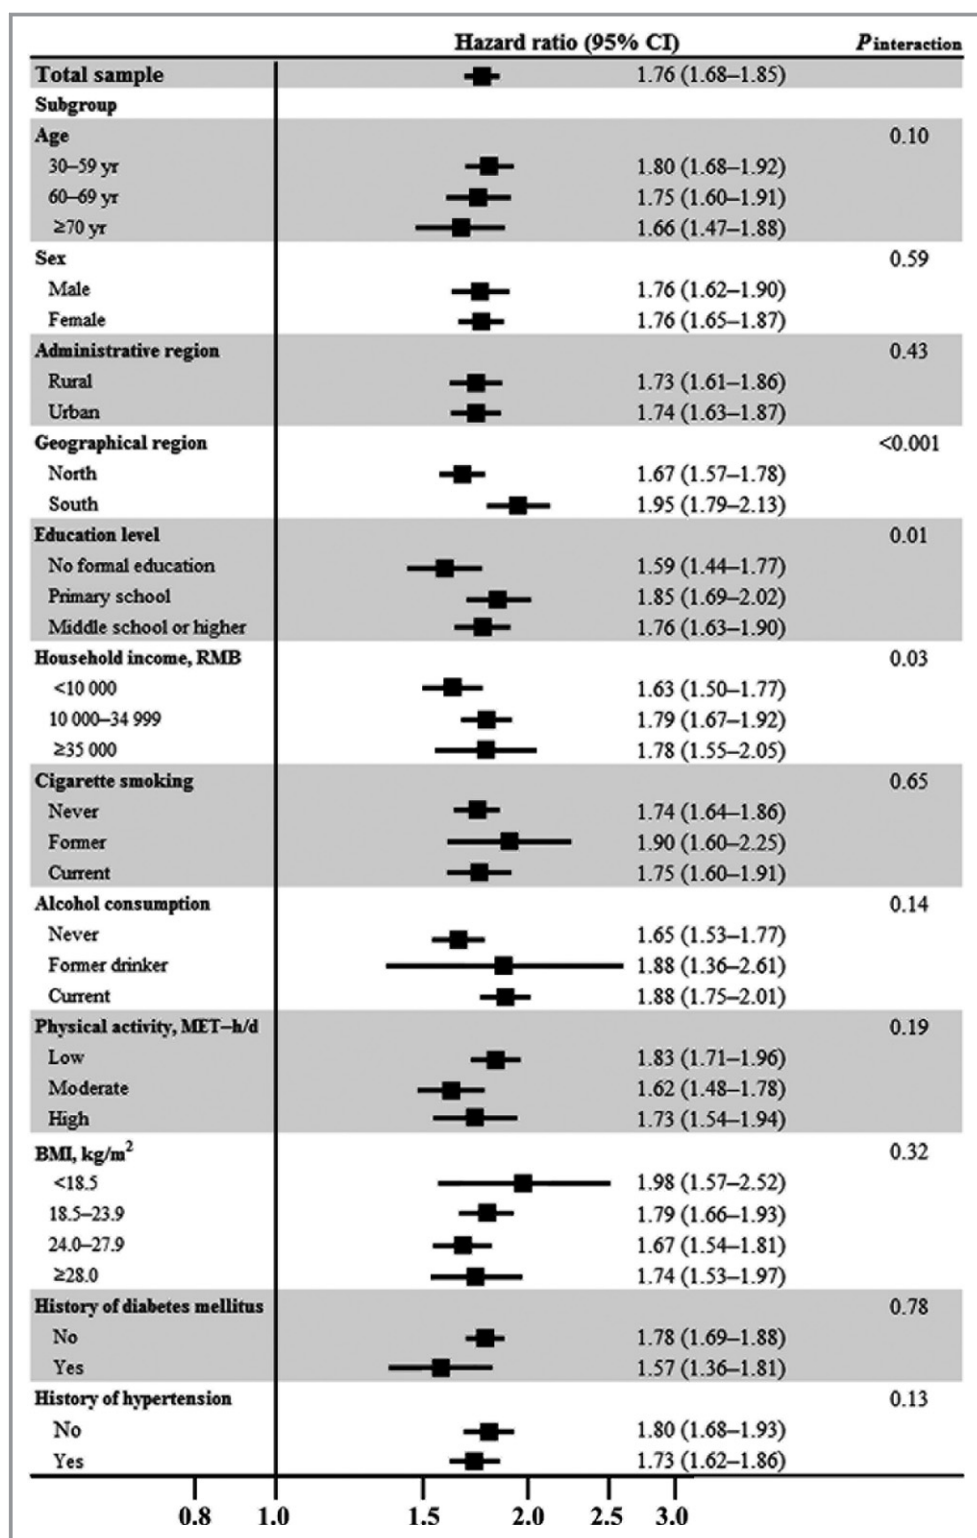 Hazard ratio (95% CI) P interaction
Total sample 1.76 (1.68–1.85)
Subgroup
Age 0.10
30–59 yr 1.80 (1.68–1.92)
60–69 yr 1.75 (1.60–1.91)
≥70 yr 1.66 (1.47–1.88)
Sex 0.59
Male 1.76 (1.62–1.90)
Female 1.76 (1.65–1.87)
Administrative region 0.43
Rural 1.73 (1.61–1.86)
Urban 1.74 (1.63–1.87)
Geographical region <0.001
North 1.67 (1.57–1.78)
South 1.95 (1.79–2.13)
Education level 0.01
No formal education 1.59 (1.44–1.77)
Primary school 1.85 (1.69–2.02)
Middle school or higher 1.76 (1.63–1.90)
Household income, RMB 0.03
<10 000 1.63 (1.50–1.77)
10 000–34 999 1.79 (1.67–1.92)
≥35 000 1.78 (1.55–2.05)
Cigarette smoking 0.65
Never 1.74 (1.64–1.86)
Former 1.90 (1.60–2.25)
Current 1.75 (1.60–1.91)
Alcohol consumption 0.14
Never 1.65 (1.53–1.77)
Former drinker 1.88 (1.36–2.61)
Current 1.88 (1.75–2.01)
Physical activity, MET–h/d 0.19
Low 1.83 (1.71–1.96)
Moderate 1.62 (1.48–1.78)
High 1.73 (1.54–1.94)
BMI, kg/m² 0.32
<18.5 1.98 (1.57–2.52)
18.5–23.9 1.79 (1.66–1.93)
24.0–27.9 1.67 (1.54–1.81)
≥28.0 1.74 (1.53–1.97)
History of diabetes mellitus 0.78
No 1.78 (1.69–1.88)
Yes 1.57 (1.36–1.81)
History of hypertension 0.13
No 1.80 (1.68–1.93)
Yes 1.73 (1.62–1.86)
0.8 1.0 1.5 2.0 2.5 3.0